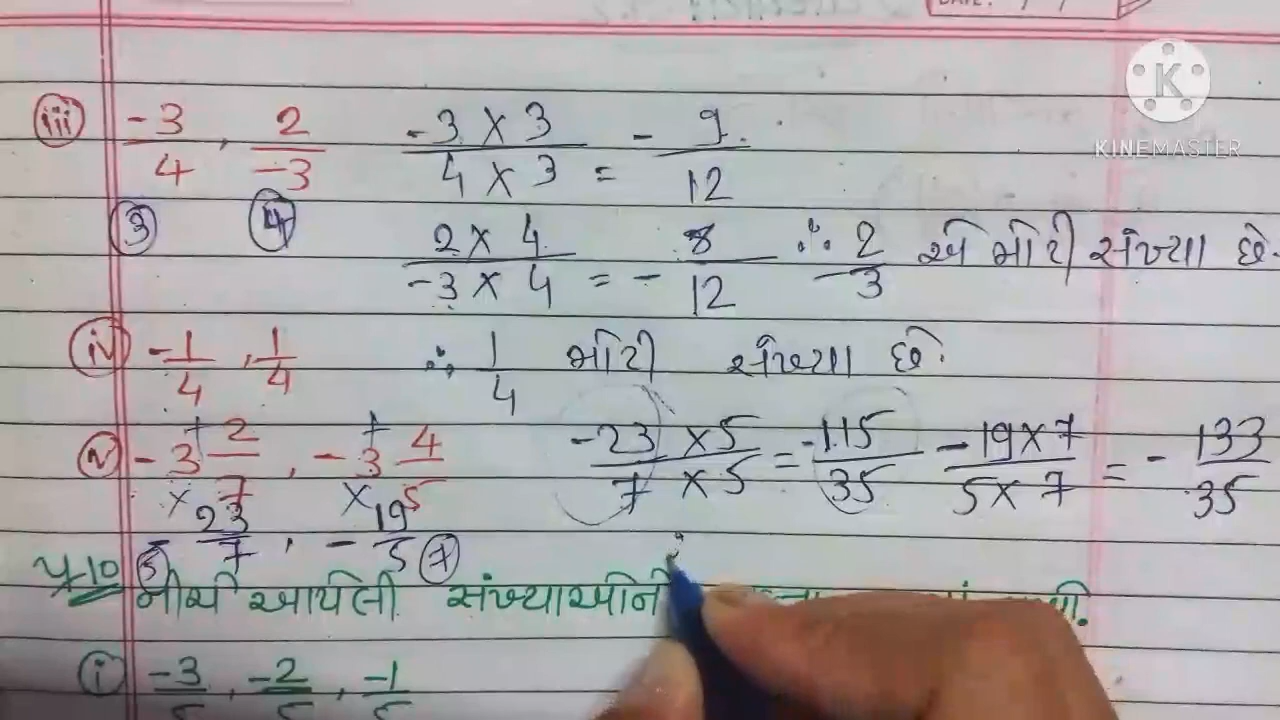 DATE: / /
KINEMASTER
(iii) -3/4 , 2/-3   -3 × 3 / 4 × 3 = - 9/12
(3) (4)   2 × 4 / -3 × 4 = - 8/12 ∴ 2/-3 એ મોટી સંખ્યા છે.
(iv) -1/4 , 1/4   ∴ 1/4 મોટી સંખ્યા છે.
(v) -3 2/7 , -3 4/5   -23 × 5 / 7 × 5 = -115/35   -19 × 7 / 5 × 7 = - 133/35
- 23/7 , - 19/5
(5) (7)
પ્ર.10 નીચે આપેલી સંખ્યાઓને
(i) -3/5 , -2/5 , -1/5